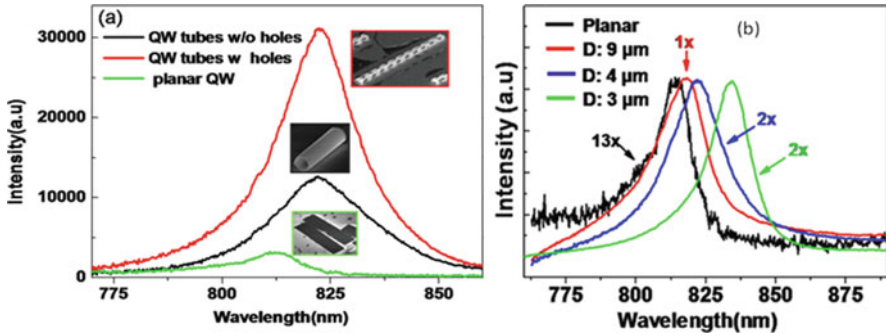 (a)
QW tubes w/o holes
QW tubes w holes
planar QW
30000
20000
10000
0
Intensity(a.u)
775
800
825
850
Wavelength(nm)
(b)
Planar
D: 9 µm
D: 4 µm
D: 3 µm
1x
2x
2x
13x
Intensity (a.u)
775
800
825
850
875
Wavelength(nm)